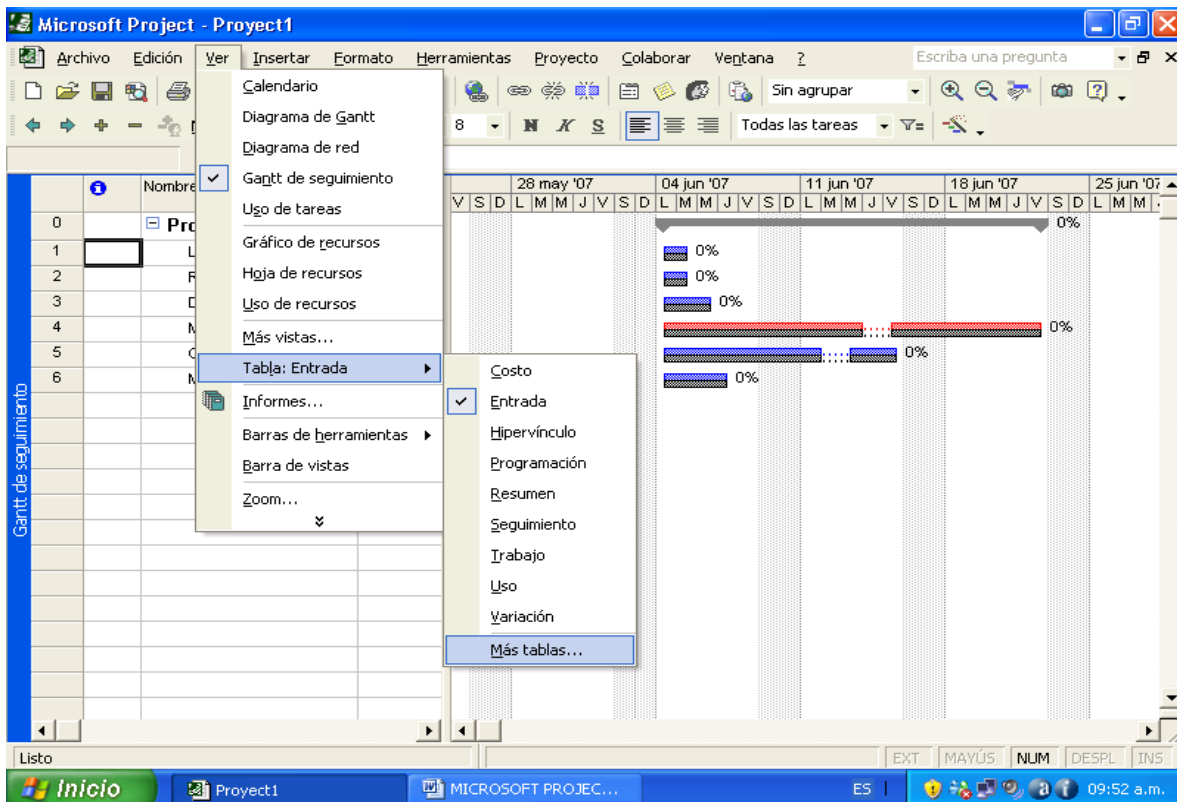 Microsoft Project - Proyect1
Archivo Edición Ver Insertar Formato Herramientas Proyecto Colaborar Ventana ? Escriba una pregunta
Sin agrupar
8 N K S Todas las tareas
Calendario
Diagrama de Gantt
Diagrama de red
Gantt de seguimiento
Uso de tareas
Gráfico de recursos
Hoja de recursos
Uso de recursos
Más vistas...
Tabla: Entrada
Informes...
Barras de herramientas
Barra de vistas
Zoom...
Costo
Entrada
Hipervínculo
Programación
Resumen
Seguimiento
Trabajo
Uso
Variación
Más tablas...
Nombre
28 may '07 04 jun '07 11 jun '07 18 jun '07 25 jun '07
V S D L M M J V S D L M M J V S D L M M J V S D L M M J V S D L M M
0 Pro 0%
1 L 0%
2 R 0%
3 D 0%
4 M 0%
5 C 0%
6 M 0%
Gantt de seguimiento
Listo EXT MAYÚS NUM DESPL INS
Inicio Proyect1 MICROSOFT PROJEC... ES 09:52 a.m.